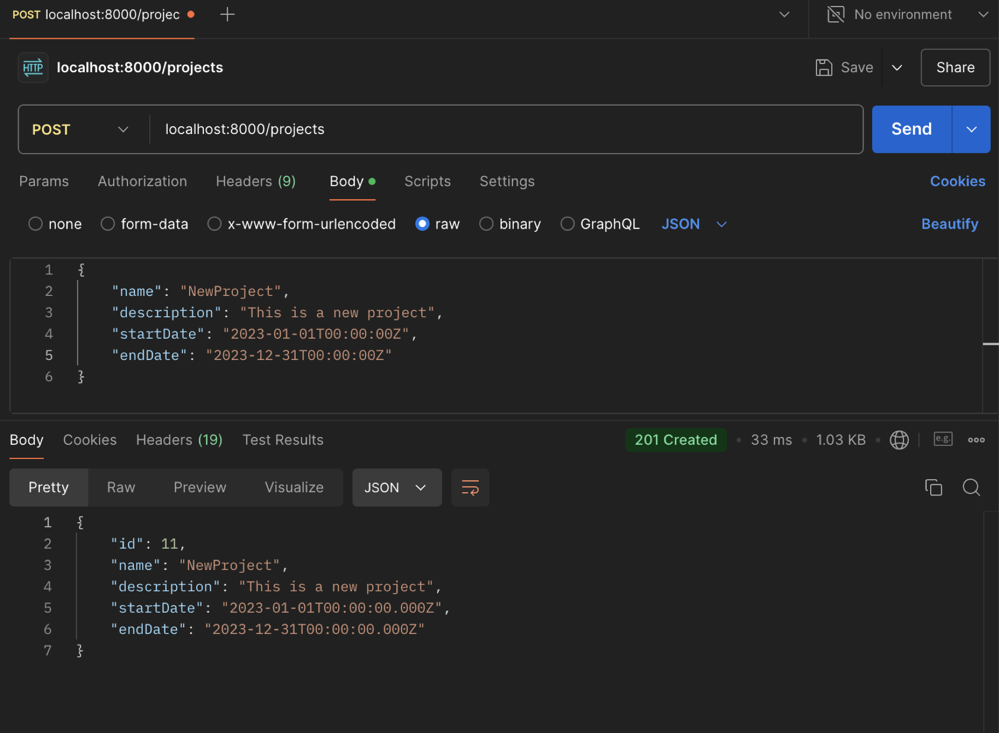 POST localhost:8000/projec
No environment
HTTP localhost:8000/projects
Save
Share
POST localhost:8000/projects
Send
Params Authorization Headers (9) Body Scripts Settings Cookies
none form-data x-www-form-urlencoded raw binary GraphQL JSON Beautify
1 {
2 "name": "NewProject",
3 "description": "This is a new project",
4 "startDate": "2023-01-01T00:00:00Z",
5 "endDate": "2023-12-31T00:00:00Z"
6 }
Body Cookies Headers (19) Test Results 201 Created 33 ms 1.03 KB e.g.
Pretty Raw Preview Visualize JSON
1 {
2 "id": 11,
3 "name": "NewProject",
4 "description": "This is a new project",
5 "startDate": "2023-01-01T00:00:00.000Z",
6 "endDate": "2023-12-31T00:00:00.000Z"
7 }